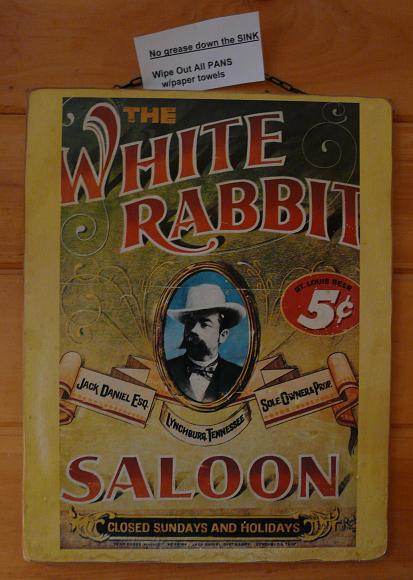 No grease down the SINK
Wipe Out All PANS
w/paper towels
THE
WHITE
RABBIT
ST. LOUIS BEER
5¢
JACK DANIEL ESQ.
LYNCHBURG, TENNESSEE
SOLE OWNER & PROP.
SALOON
CLOSED SUNDAYS AND HOLIDAYS